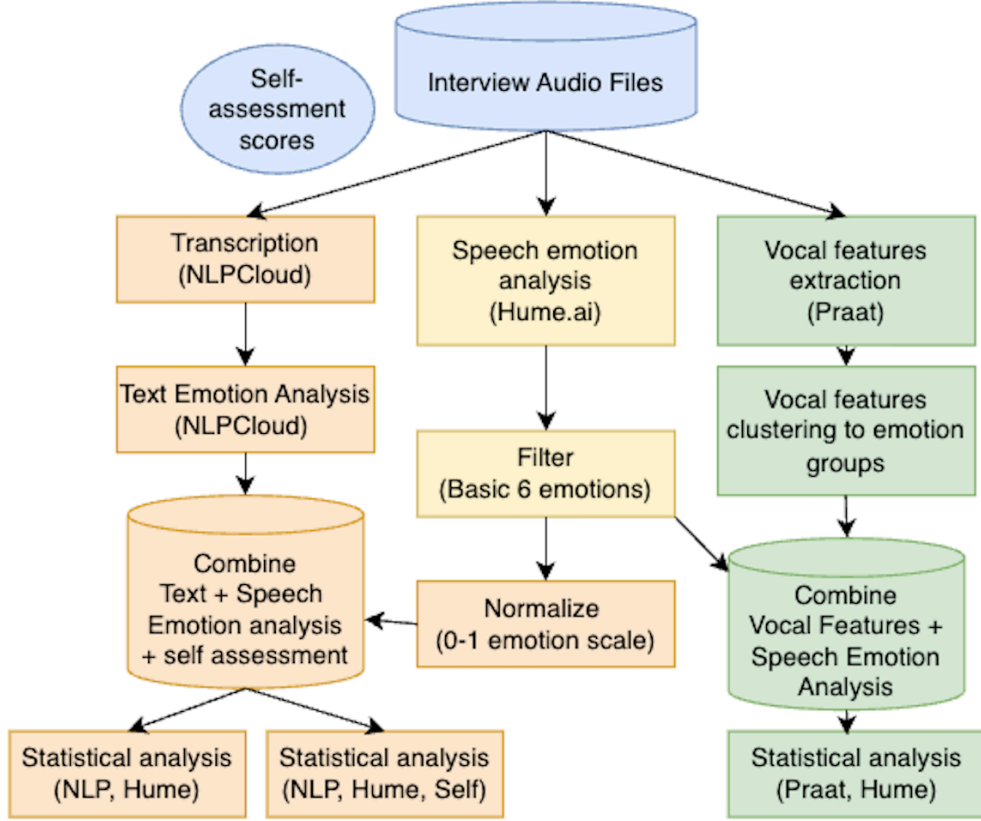 Self-
assessment
scores
Interview Audio Files
Transcription
(NLPCloud)
Speech emotion
analysis
(Hume.ai)
Vocal features
extraction
(Praat)
Text Emotion Analysis
(NLPCloud)
Vocal features
clustering to emotion
groups
Filter
(Basic 6 emotions)
Combine
Text + Speech
Emotion analysis
+ self assessment
Normalize
(0-1 emotion scale)
Combine
Vocal Features +
Speech Emotion
Analysis
Statistical analysis
(NLP, Hume)
Statistical analysis
(NLP, Hume, Self)
Statistical analysis
(Praat, Hume)